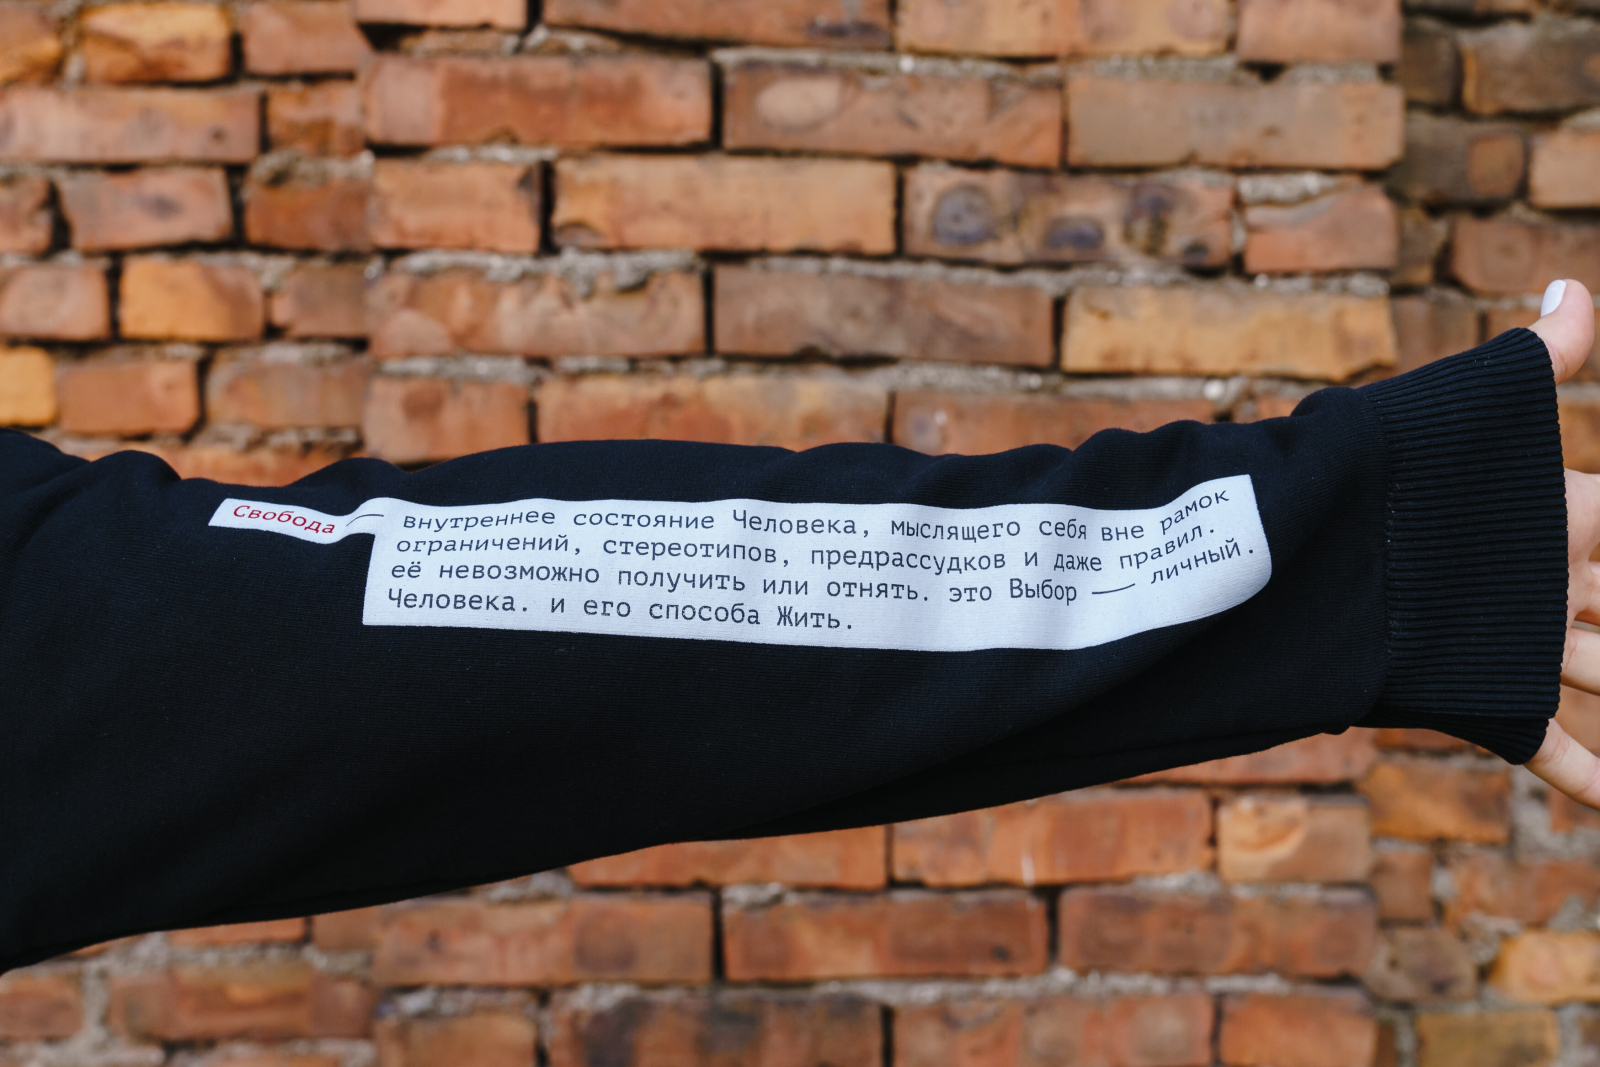 Свобода — внутреннее состояние Человека, мыслящего себя вне рамок
ограничений, стереотипов, предрассудков и даже правил.
её невозможно получить или отнять. это Выбор — личный.
Человека. и его способа Жить.